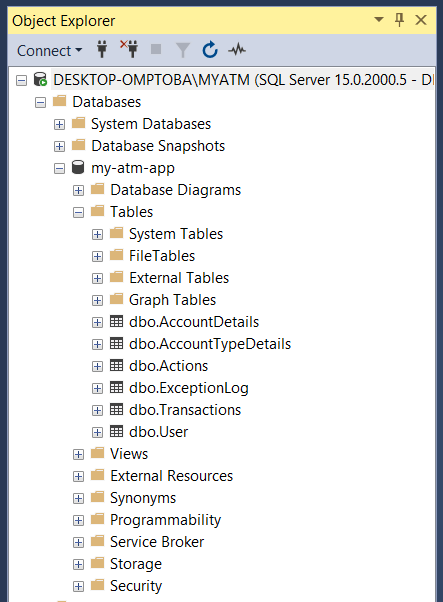 Object Explorer
Connect
DESKTOP-OMPTOBA\MYATM (SQL Server 15.0.2000.5 - D
Databases
System Databases
Database Snapshots
my-atm-app
Database Diagrams
Tables
System Tables
FileTables
External Tables
Graph Tables
dbo.AccountDetails
dbo.AccountTypeDetails
dbo.Actions
dbo.ExceptionLog
dbo.Transactions
dbo.User
Views
External Resources
Synonyms
Programmability
Service Broker
Storage
Security